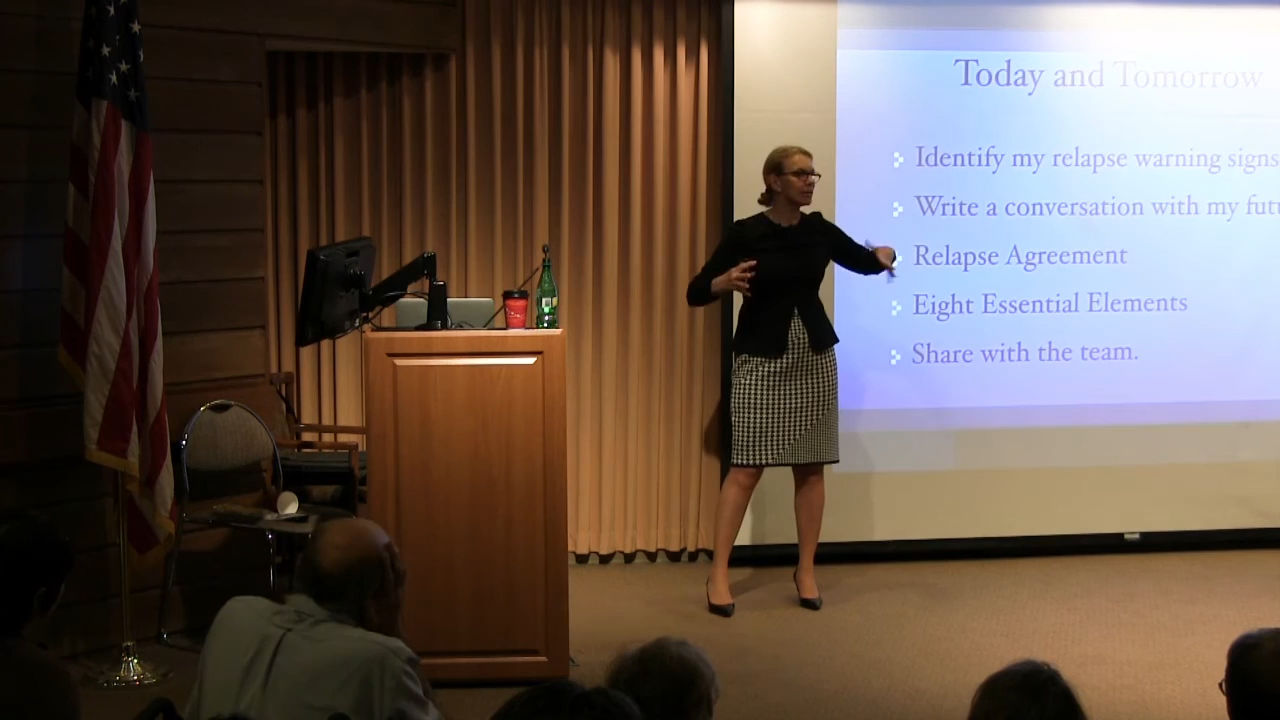 Today and Tomorrow
Identify my relapse warning signs
Write a conversation with my
Relapse Agreement
Eight Essential Elements
Share with the team.